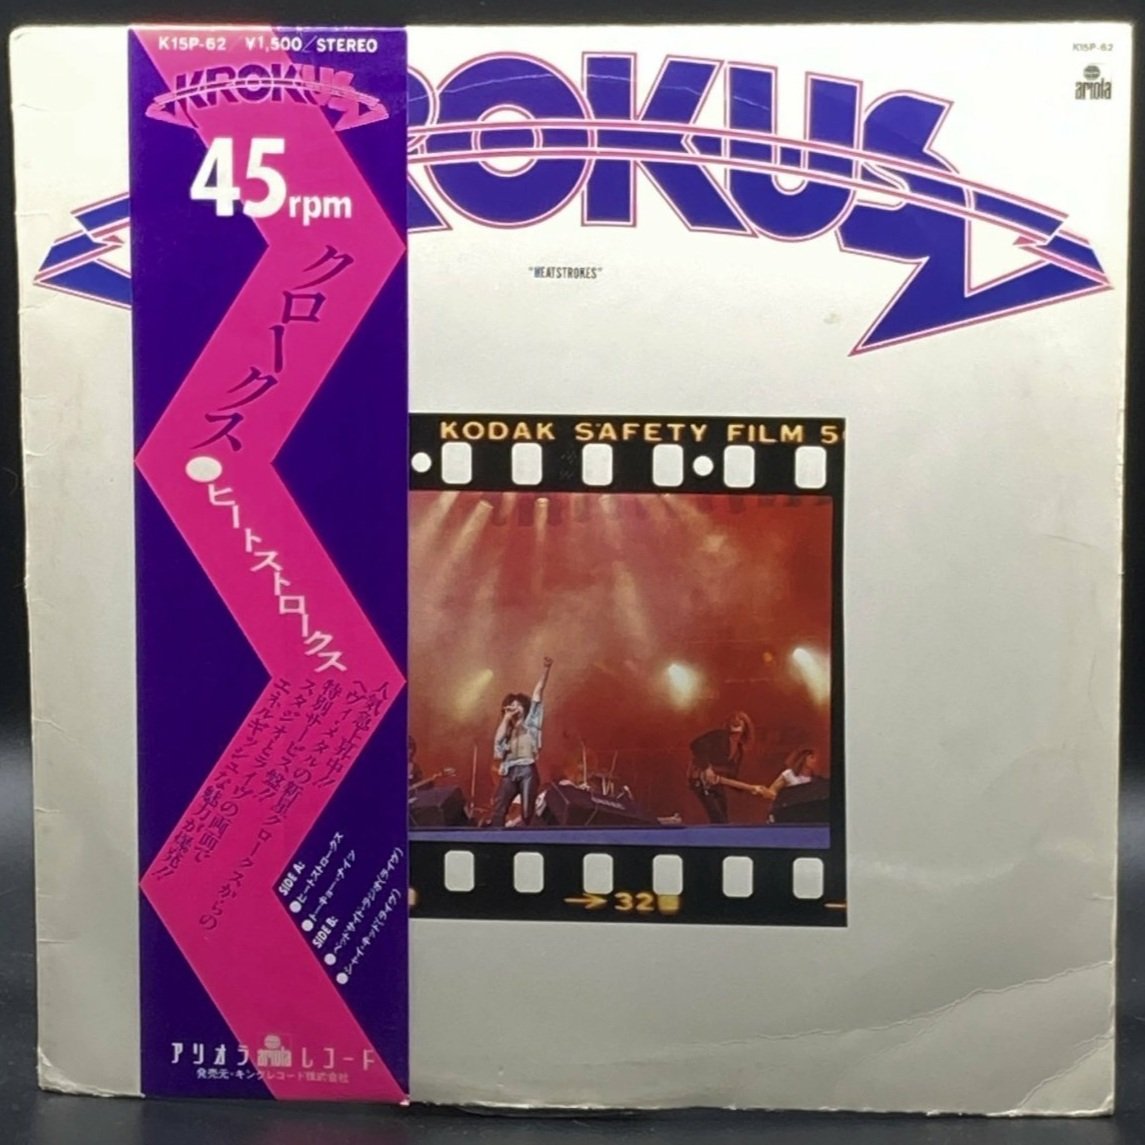 K15P-62 ¥1,500/STEREO
KROKUS
45rpm
クロークス
●ヒートストロークス
人気急上昇中!!
ヘヴィ・メタルの新星クロークスからの
特別サービス盤!!
スタジオとライヴの両面で
エネルギッシュな魅力が爆発!!
SIDE A:
●ヒートストロークス
●トーキョー・ナイツ
SIDE B:
●ベッドサイド・ラジオ(ライヴ)
●シャイ・キッド(ライヴ)
アリオラ ariola レコード
発売元・キングレコード株式会社
KROKUS
K15P-62
ariola
"HEATSTROKES"
KODAK SAFETY FILM 5
→32